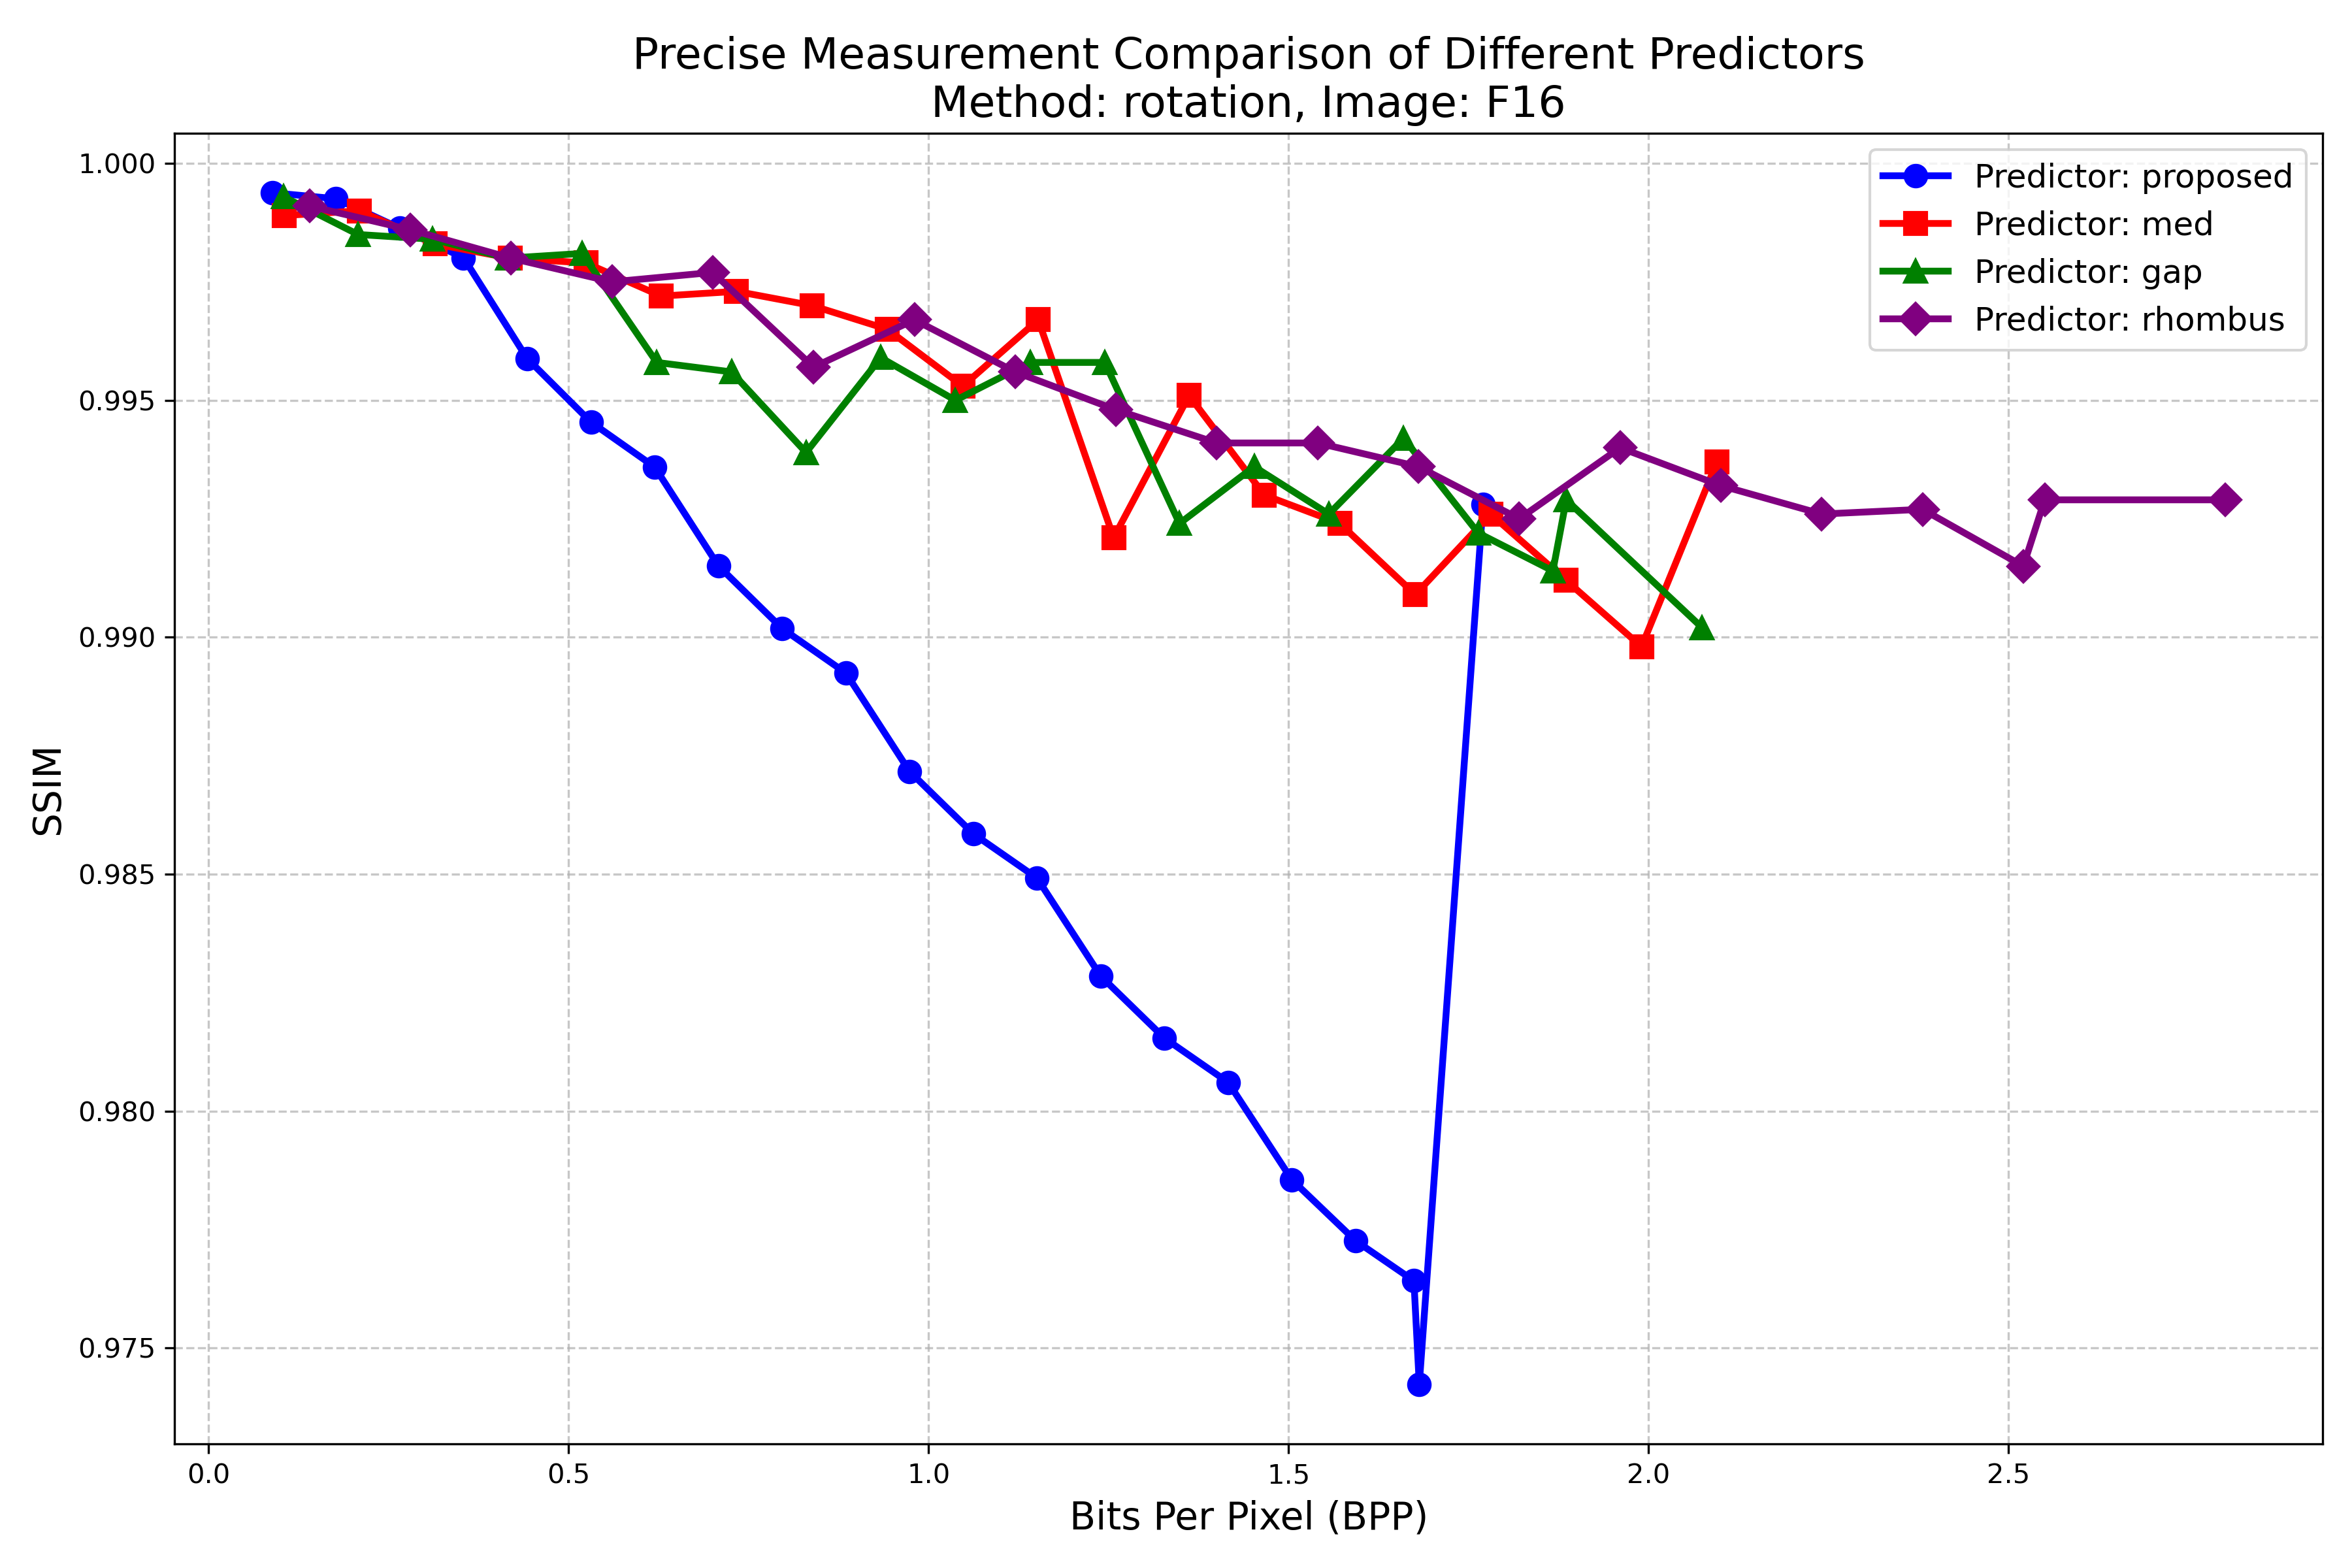 Precise Measurement Comparison of Different Predictors
Method: rotation, Image: F16
Predictor: proposed
Predictor: med
Predictor: gap
Predictor: rhombus
SSIM
1.000
0.995
0.990
0.985
0.980
0.975
0.0 0.5 1.0 1.5 2.0 2.5
Bits Per Pixel (BPP)